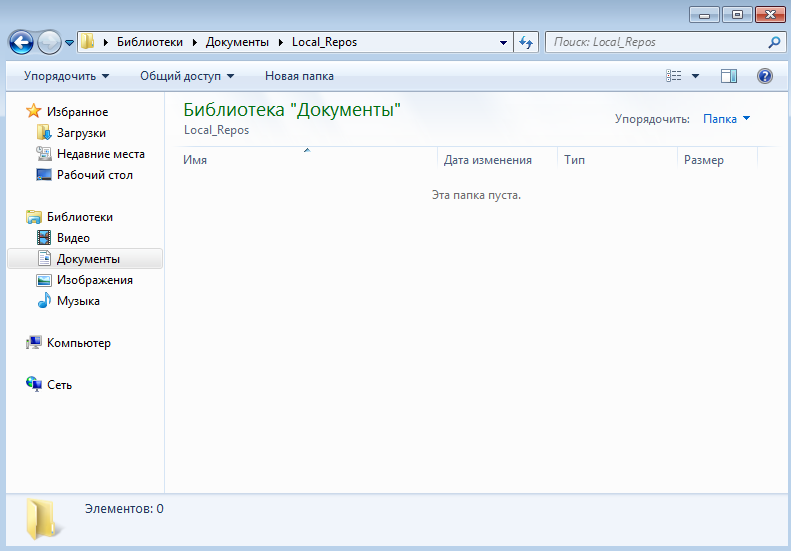 Библиотеки Документы Local_Repos Поиск: Local_Repos
Упорядочить Общий доступ Новая папка
Избранное
Загрузки
Недавние места
Рабочий стол
Библиотеки
Видео
Документы
Изображения
Музыка
Компьютер
Сеть
Библиотека "Документы"
Local_Repos
Упорядочить: Папка
Имя Дата изменения Тип Размер
Эта папка пуста.
Элементов: 0